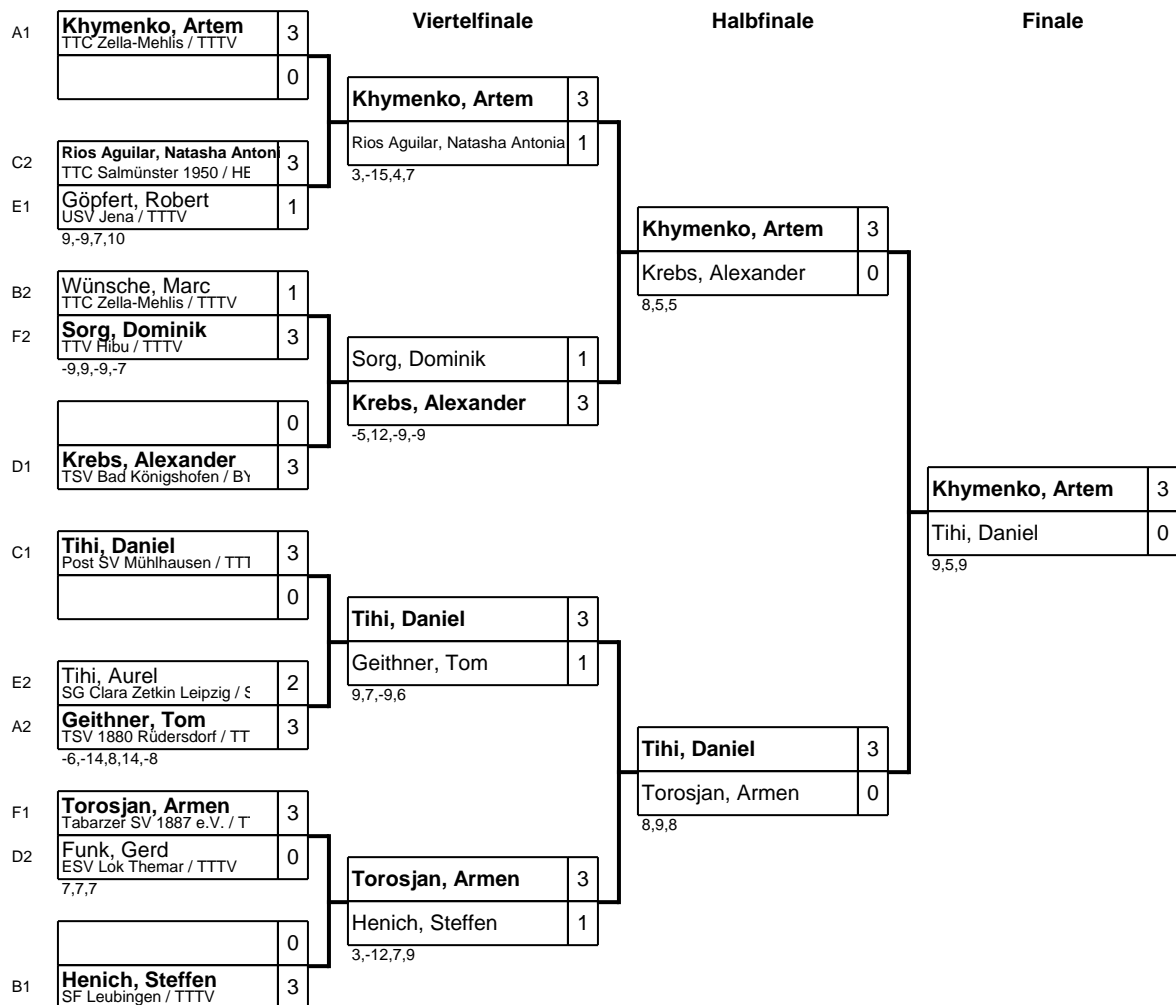 Viertelfinale
Halbfinale
Finale
A1
Khymenko, Artem 3
TTC Zella-Mehlis / TTTV
0
C2
Rios Aguilar, Natasha Antoni 3
TTC Salmünster 1950 / HE
E1
Göpfert, Robert 1
USV Jena / TTTV
9,-9,7,10
B2
Wünsche, Marc 1
TTC Zella-Mehlis / TTTV
F2
Sorg, Dominik 3
TTV Hibu / TTTV
-9,9,-9,-7
0
D1
Krebs, Alexander 3
TSV Bad Königshofen / BY
C1
Tihi, Daniel 3
Post SV Mühlhausen / TTT
0
E2
Tihi, Aurel 2
SG Clara Zetkin Leipzig / S
A2
Geithner, Tom 3
TSV 1880 Rüdersdorf / TT
-6,-14,8,14,-8
F1
Torosjan, Armen 3
Tabarzer SV 1887 e.V. / T
D2
Funk, Gerd 0
ESV Lok Themar / TTTV
7,7,7
0
B1
Henich, Steffen 3
SF Leubingen / TTTV
Khymenko, Artem 3
Rios Aguilar, Natasha Antonia 1
3,-15,4,7
Sorg, Dominik 1
Krebs, Alexander 3
-5,12,-9,-9
Tihi, Daniel 3
Geithner, Tom 1
9,7,-9,6
Torosjan, Armen 3
Henich, Steffen 1
3,-12,7,9
Khymenko, Artem 3
Krebs, Alexander 0
8,5,5
Tihi, Daniel 3
Torosjan, Armen 0
8,9,8
Khymenko, Artem 3
Tihi, Daniel 0
9,5,9